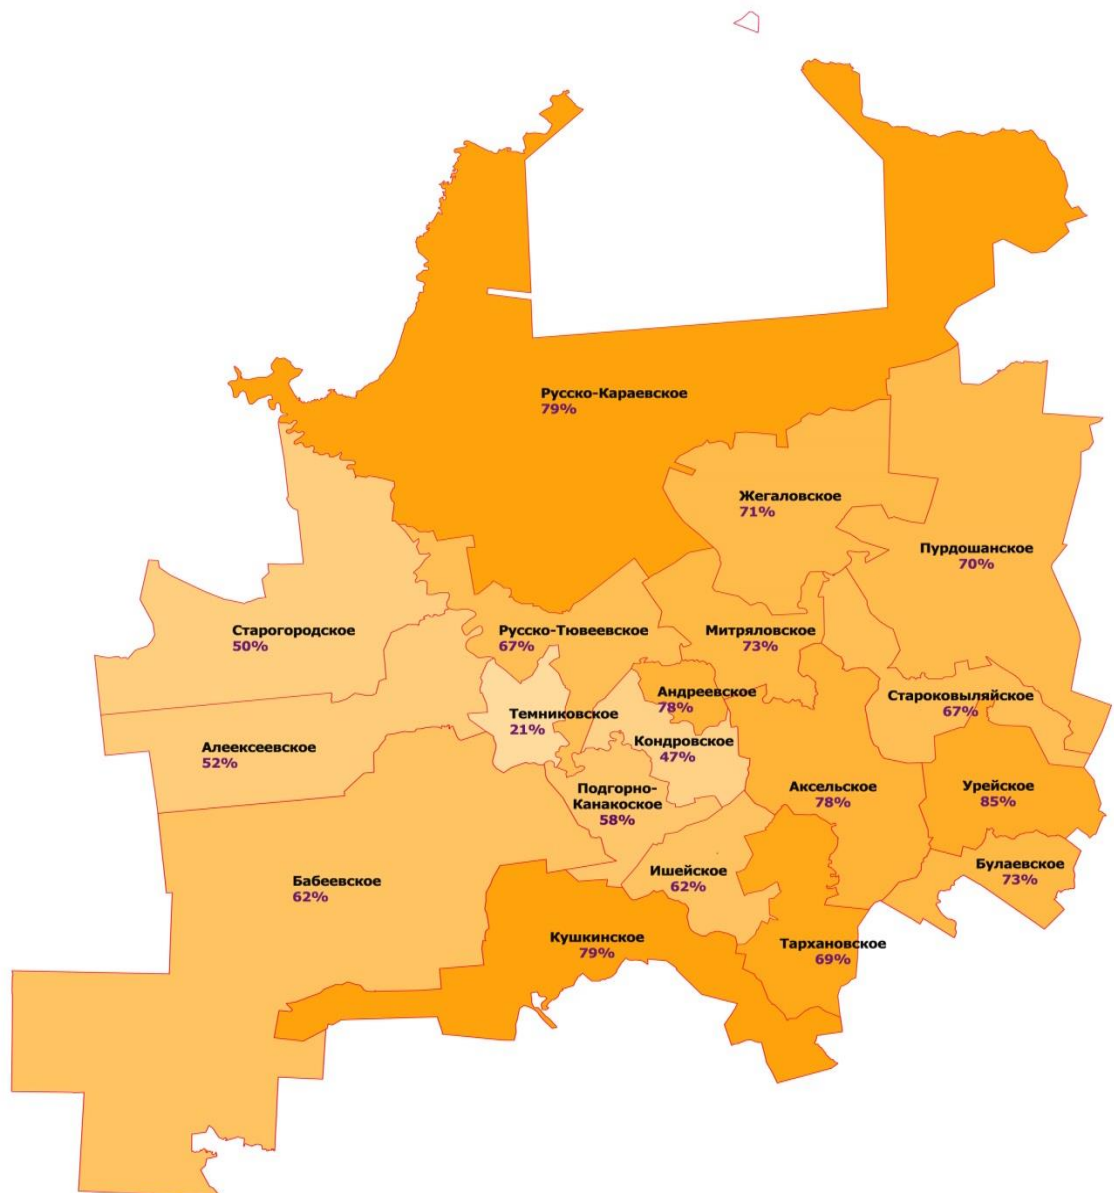 Русско-Караевское
79%
Жегаловское
71%
Пурдошанское
70%
Старогородское
50%
Русско-Тювеевское
67%
Митряловское
73%
Андреевское
78%
Староковыляйское
67%
Темниковское
21%
Кондровское
47%
Алеексеевское
52%
Подгорно-
Канакоское
58%
Аксельское
78%
Урейское
85%
Бабеевское
62%
Ишейское
62%
Булаевское
73%
Кушкинское
79%
Тархановское
69%